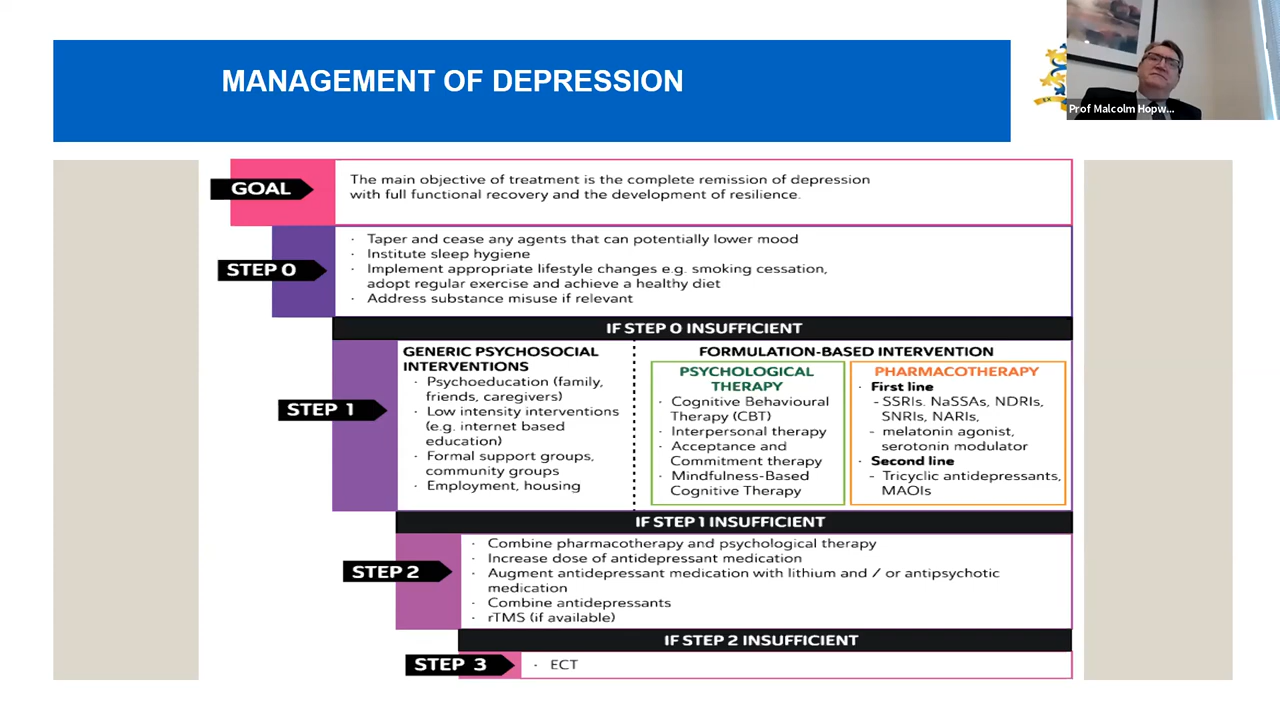 MANAGEMENT OF DEPRESSION
Prof Malcolm Hopw...
GOAL
The main objective of treatment is the complete remission of depression
with full functional recovery and the development of resilience.
STEP 0
· Taper and cease any agents that can potentially lower mood
· Institute sleep hygiene
· Implement appropriate lifestyle changes e.g. smoking cessation,
adopt regular exercise and achieve a healthy diet
· Address substance misuse if relevant
IF STEP 0 INSUFFICIENT
STEP 1
GENERIC PSYCHOSOCIAL
INTERVENTIONS
· Psychoeducation (family,
friends, caregivers)
· Low intensity interventions
(e.g. internet based
education)
· Formal support groups,
community groups
· Employment, housing
FORMULATION-BASED INTERVENTION
PSYCHOLOGICAL
THERAPY
· Cognitive Behavioural
Therapy (CBT)
· Interpersonal therapy
· Acceptance and
Commitment therapy
· Mindfulness-Based
Cognitive Therapy
PHARMACOTHERAPY
· First line
- SSRIs. NaSSAs, NDRIs,
SNRIs, NARIs,
- melatonin agonist,
serotonin modulator
· Second line
- Tricyclic antidepressants,
MAOIs
IF STEP 1 INSUFFICIENT
STEP 2
· Combine pharmacotherapy and psychological therapy
· Increase dose of antidepressant medication
· Augment antidepressant medication with lithium and / or antipsychotic
medication
· Combine antidepressants
· rTMS (if available)
IF STEP 2 INSUFFICIENT
STEP 3
· ECT